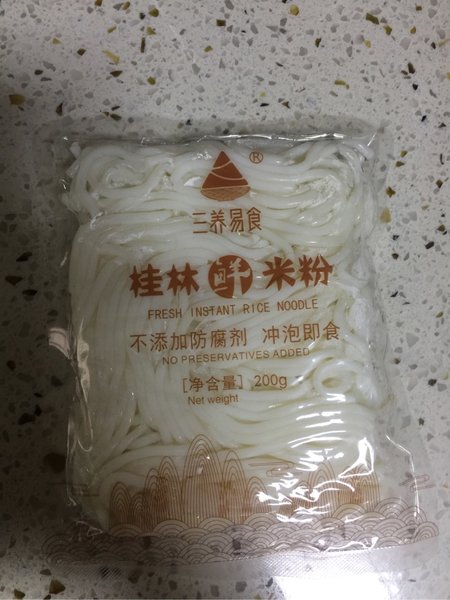 ®
三养易食
桂林鲜米粉
FRESH INSTANT RICE NOODLE
不添加防腐剂 冲泡即食
NO PRESERVATIVES ADDED
[净含量] 200g
Net weight